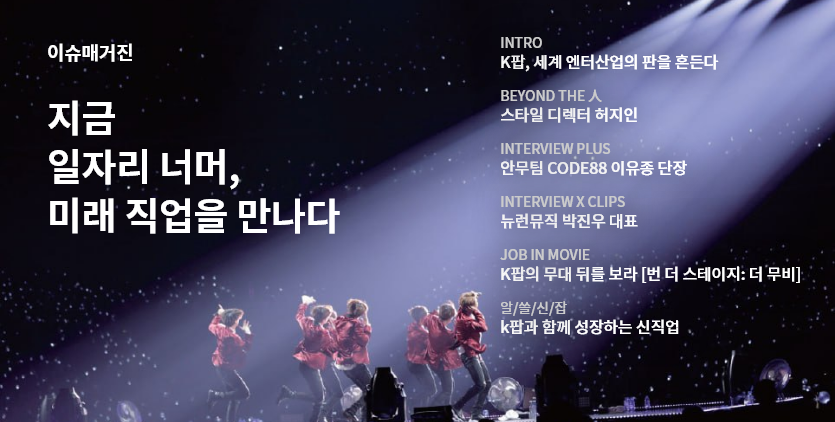 이슈매거진
지금
일자리 너머,
미래 직업을 만나다
INTRO
K팝, 세계 엔터산업의 판을 흔든다
BEYOND THE 人
스타일 디렉터 허지인
INTERVIEW PLUS
안무팀 CODE88 이유종 단장
INTERVIEW X CLIPS
뉴런뮤직 박진우 대표
JOB IN MOVIE
K팝의 무대 뒤를 보라 [번 더 스테이지: 더 무비]
알/쓸/신/잡
k팝과 함께 성장하는 신직업